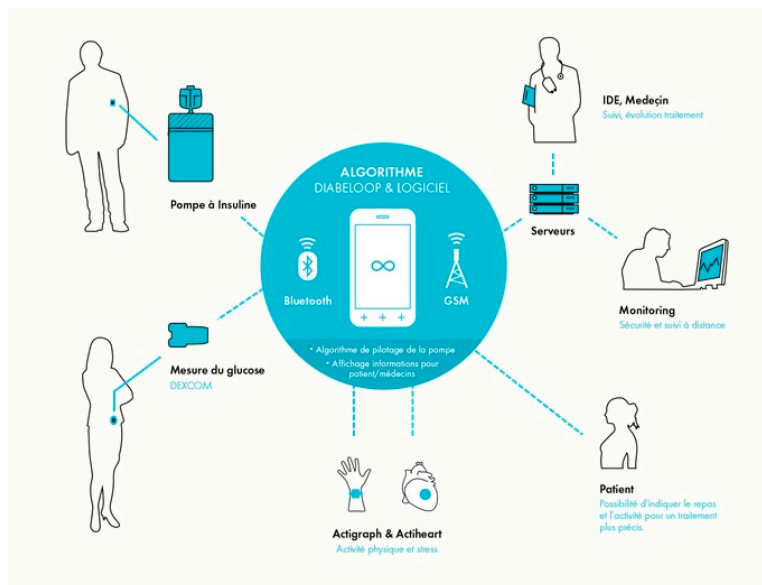 IDE, Medeçin
Suivi, évolution traitement
ALGORITHME
DIABELOOP & LOGICIEL
Pompe à Insuline
Serveurs
Bluetooth
GSM
Monitoring
Sécurité et suivi à distance
• Algorithme de pilotage de la pompe
• Affichage informations pour
patient/médecins
Mesure du glucose
DEXCOM
Patient
Possibilité d'indiquer le repas
et l'activité pour un traitement
plus précis.
Actigraph & Actiheart
Activité physique et stress